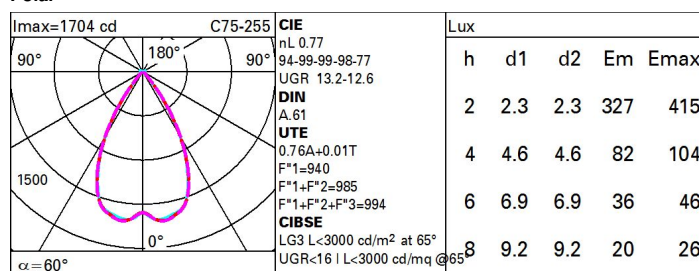 Imax=1704 cd C75-255
90° 180° 90°
1500
0°
α=60°
CIE
nL 0.77
94-99-99-98-77
UGR 13.2-12.6
DIN
A.61
UTE
0.76A+0.01T
F"1=940
F"1+F"2=985
F"1+F"2+F"3=994
CIBSE
LG3 L<3000 cd/m² at 65°
UGR<16 | L<3000 cd/mq @65°
Lux
h d1 d2 Em Emax
2 2.3 2.3 327 415
4 4.6 4.6 82 104
6 6.9 6.9 36 46
8 9.2 9.2 20 26